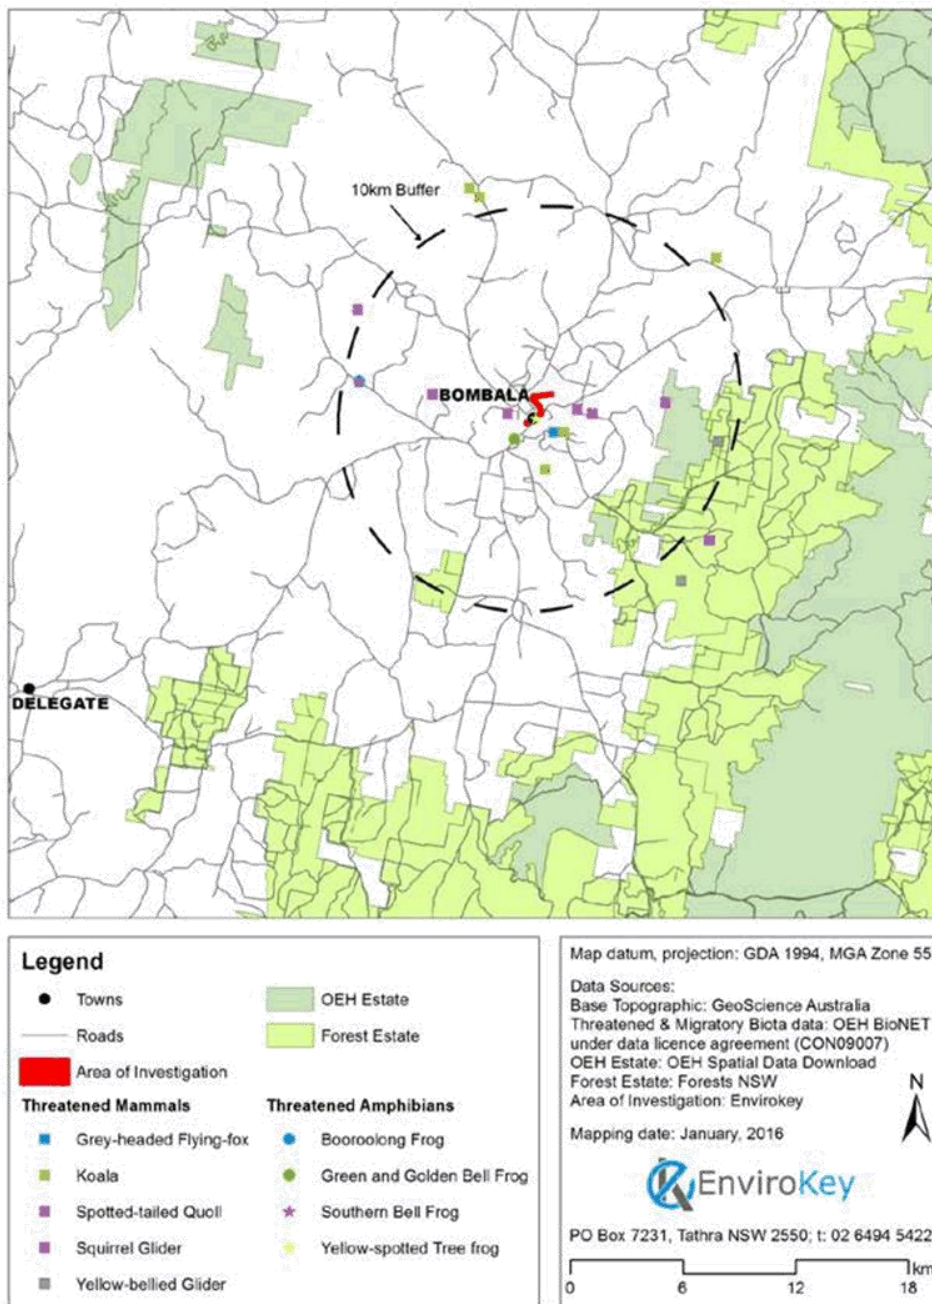 10km Buffer
BOMBALA
DELEGATE
Legend
Towns
Roads
Area of Investigation
OEH Estate
Forest Estate
Threatened Mammals
Grey-headed Flying-fox
Koala
Spotted-tailed Quoll
Squirrel Glider
Yellow-bellied Glider
Threatened Amphibians
Booroolong Frog
Green and Golden Bell Frog
Southern Bell Frog
Yellow-spotted Tree frog
Map datum, projection: GDA 1994, MGA Zone 55
Data Sources:
Base Topographic: GeoScience Australia
Threatened & Migratory Biota data: OEH BioNET
under data licence agreement (CON09007)
OEH Estate: OEH Spatial Data Download
Forest Estate: Forests NSW
Area of Investigation: Envirokey
N
Mapping date: January, 2016
EnviroKey
PO Box 7231, Tathra NSW 2550; t: 02 6494 5422
km
0 6 12 18